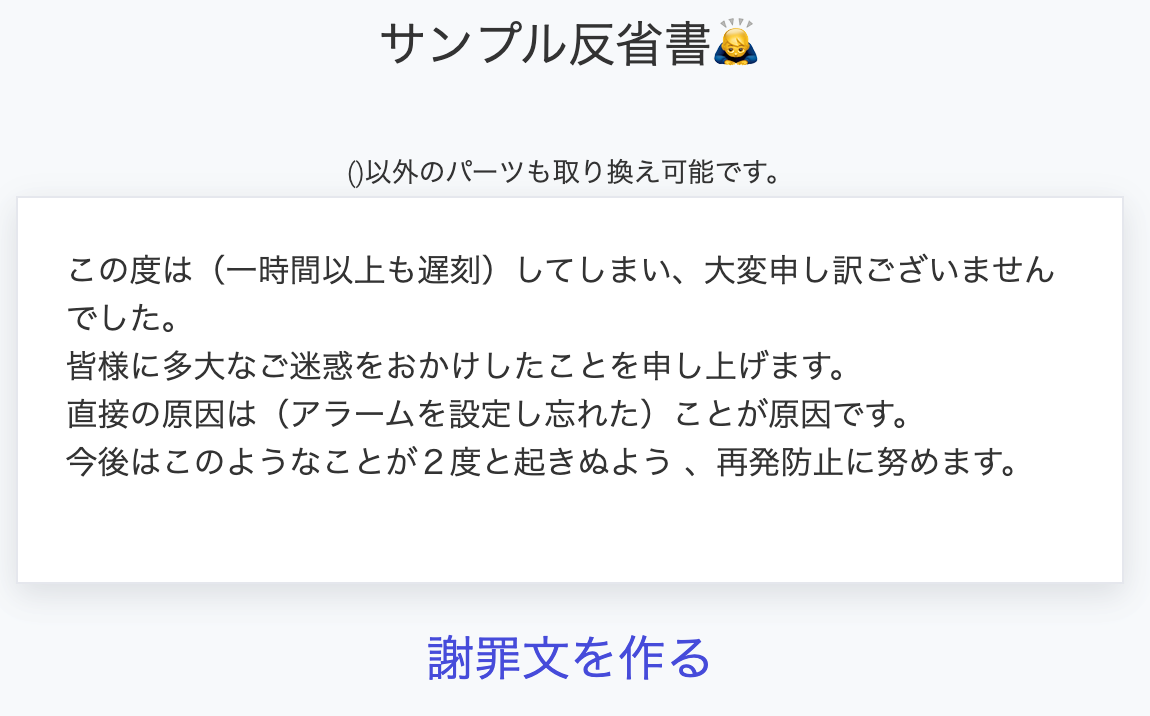 サンプル反省書🙇
()以外のパーツも取り換え可能です。
この度は（一時間以上も遅刻）してしまい、大変申し訳ございません
でした。
皆様に多大なご迷惑をおかけしたことを申し上げます。
直接の原因は（アラームを設定し忘れた）ことが原因です。
今後はこのようなことが２度と起きぬよう 、再発防止に努めます。
謝罪文を作る